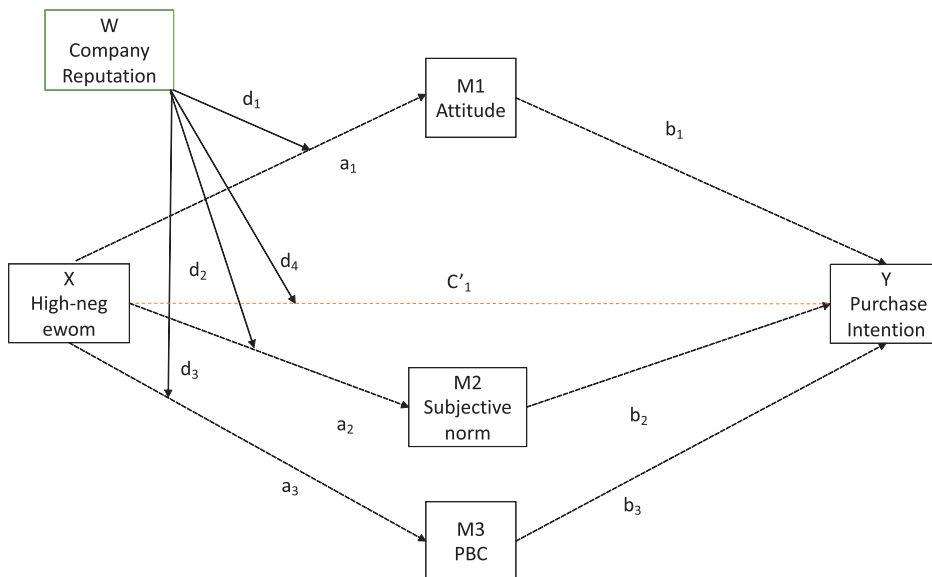 W
Company
Reputation
d₁
M1
Attitude
b₁
a₁
X
High-neg
ewom
d₂
d₄
C’₁
Y
Purchase
Intention
d₃
M2
Subjective
norm
a₂
b₂
a₃
M3
PBC
b₃